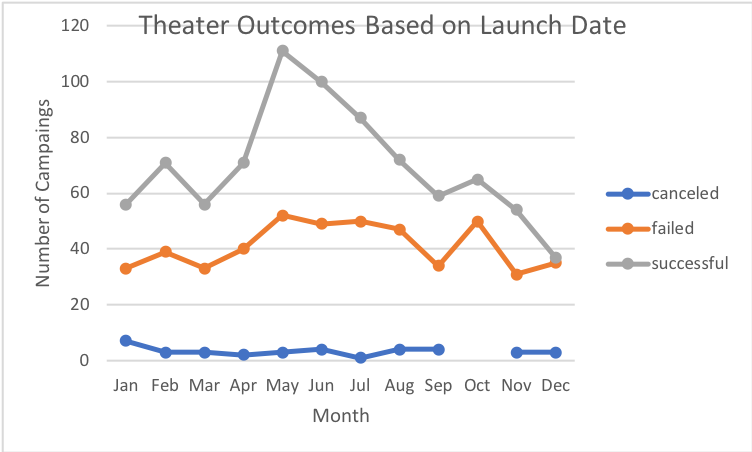 Theater Outcomes Based on Launch Date
120
100
80
60
40
20
0
Number of Campaings
Jan Feb Mar Apr May Jun Jul Aug Sep Oct Nov Dec
Month
canceled
failed
successful